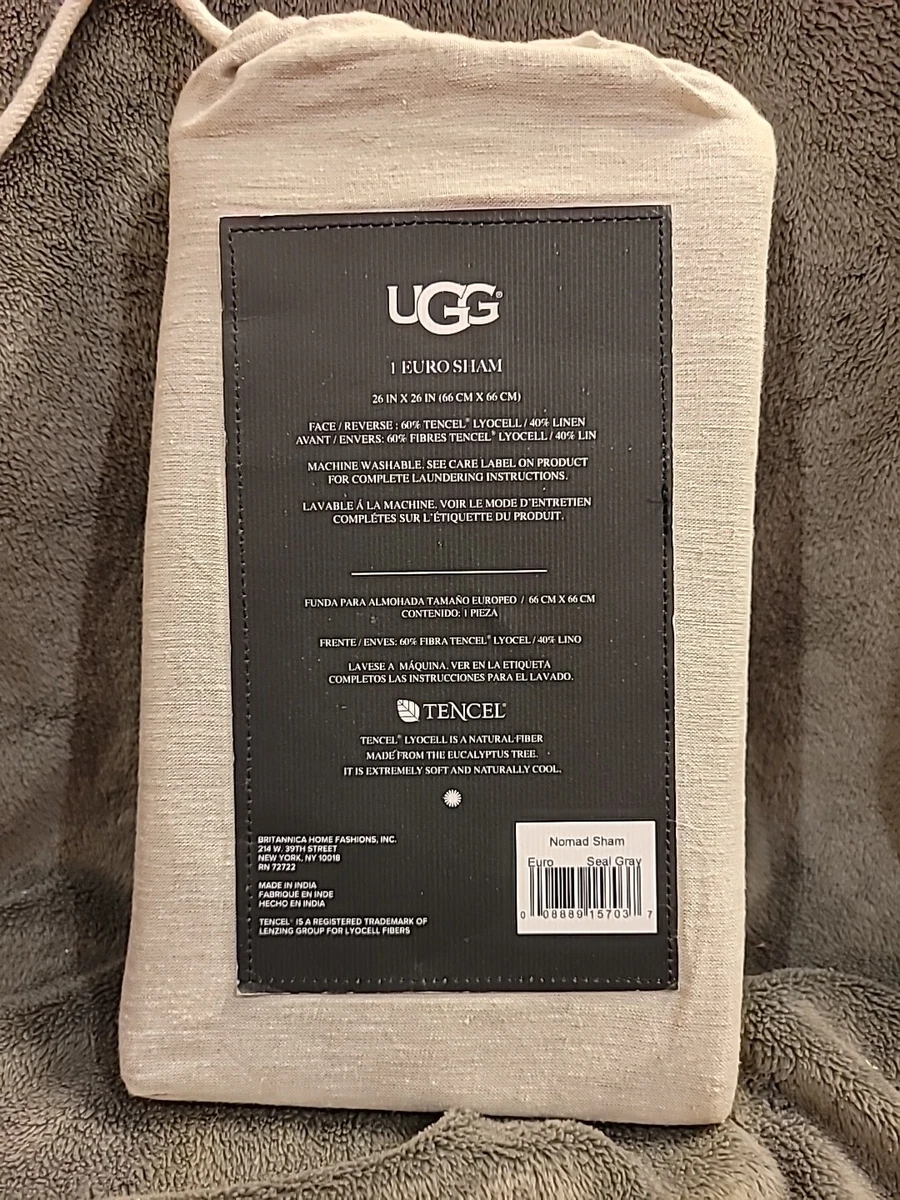 UGG®
1 EURO SHAM
26 IN X 26 IN (66 CM X 66 CM)
FACE / REVERSE : 60% TENCEL® LYOCELL / 40% LINEN
AVANT / ENVERS: 60% FIBRES TENCEL® LYOCELL / 40% LIN
MACHINE WASHABLE. SEE CARE LABEL ON PRODUCT
FOR COMPLETE LAUNDERING INSTRUCTIONS.
LAVABLE Á LA MACHINE. VOIR LE MODE D'ENTRETIEN
COMPLÉTES SUR L'ÉTIQUETTE DU PRODUIT.
FUNDA PARA ALMOHADA TAMAÑO EUROPEO / 66 CM X 66 CM
CONTENIDO: 1 PIEZA
FRENTE / ENVES: 60% FIBRA TENCEL® LYOCEL / 40% LINO
LAVESE A MÁQUINA. VER EN LA ETIQUETA
COMPLETOS LAS INSTRUCCIONES PARA EL LAVADO.
TENCEL®
TENCEL® LYOCELL IS A NATURAL FIBER
MADE FROM THE EUCALYPTUS TREE.
IT IS EXTREMELY SOFT AND NATURALLY COOL.
BRITANNICA HOME FASHIONS, INC.
214 W. 39TH STREET
NEW YORK, NY 10018
RN 72722
MADE IN INDIA
FABRIQUÉ EN INDE
HECHO EN INDIA
TENCEL® IS A REGISTERED TRADEMARK OF
LENZING GROUP FOR LYOCELL FIBERS
Nomad Sham
Euro Seal Gray
0 08889 15703 7